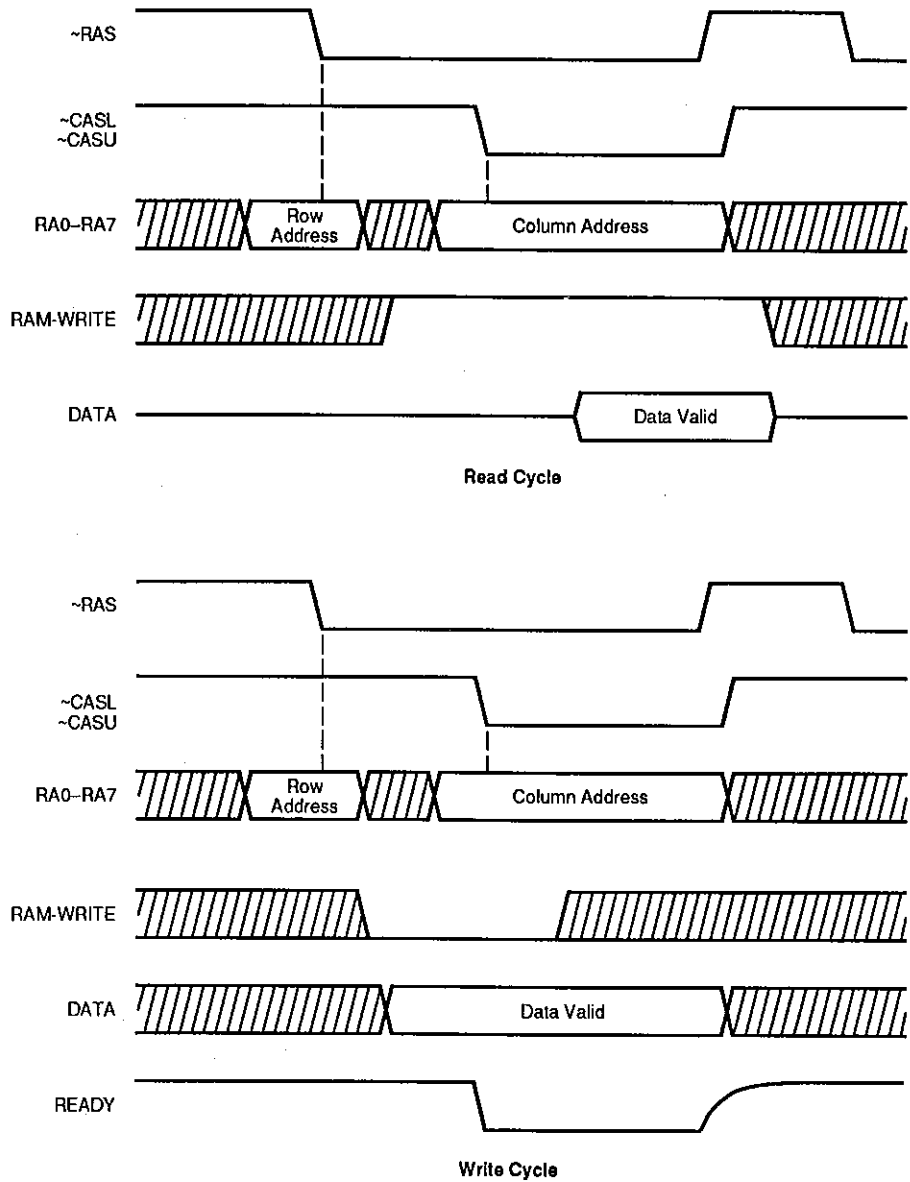 ~RAS
~CASL
~CASU
RA0–RA7
Row
Address
Column Address
RAM-WRITE
DATA
Data Valid
Read Cycle
~RAS
~CASL
~CASU
RA0–RA7
Row
Address
Column Address
RAM-WRITE
DATA
Data Valid
READY
Write Cycle